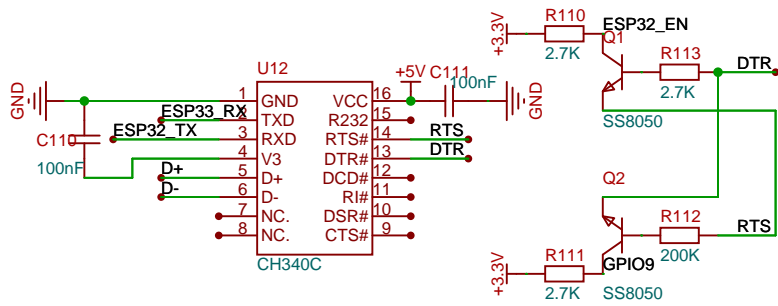 R110
ESP32_EN
+3.3V
2.7K
Q1
R113
DTR
2.7K
SS8050
U12
+5V
C111
100nF
GND
GND
1
GND
VCC
16
ESP33_RX
2
TXD
R232
15
ESP32_TX
3
RXD
RTS#
14
RTS
C110
100nF
4
V3
DTR#
13
DTR
D+
5
D+
DCD#
12
D-
6
D-
RI#
11
7
NC.
DSR#
10
8
NC.
CTS#
9
CH340C
Q2
R112
RTS
200K
GPIO9
SS8050
R111
+3.3V
2.7K